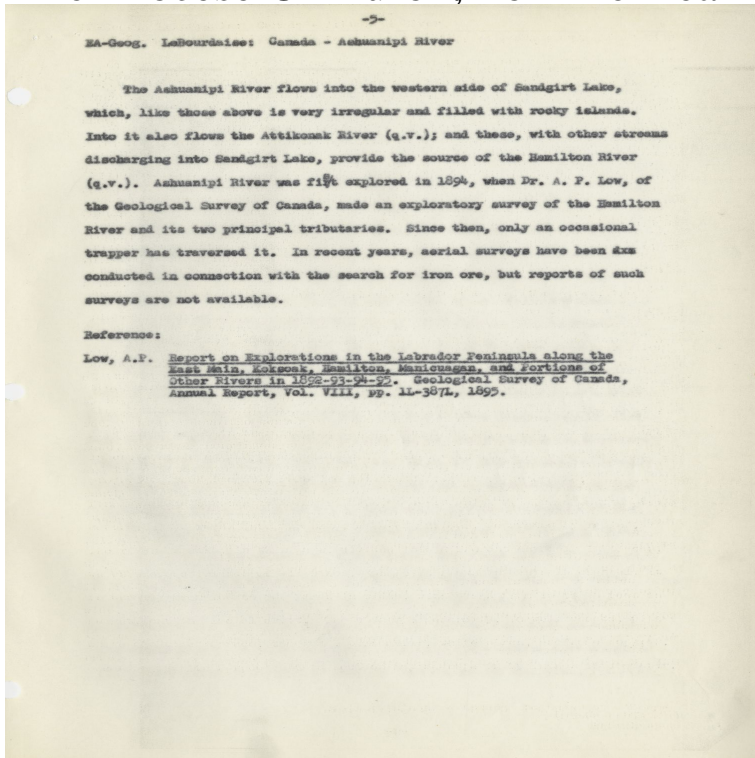 -5-
EA-Geog. LeBourdaise: Canada - Ashuanipi River
The Ashuanipi River flows into the western side of Sandgirt Lake,
which, like those above is very irregular and filled with rocky islands.
Into it also flows the Attikonak River (q.v.); and these, with other streams
discharging into Sandgirt Lake, provide the source of the Hamilton River
(q.v.). Ashuanipi River was first explored in 1894, when Dr. A. P. Low, of
the Geological Survey of Canada, made an exploratory survey of the Hamilton
River and its two principal tributaries. Since then, only an occasional
trapper has traversed it. In recent years, aerial surveys have been
conducted in connection with the search for iron ore, but reports of such
surveys are not available.
Reference:
Low, A.P. Report on Explorations in the Labrador Peninsula along the
East Main, Koksoak, Hamilton, Manicuagan, and Portions of
Other Rivers in 1892-93-94-95. Geological Survey of Canada,
Annual Report, Vol. VIII, pp. 1L-387L, 1895.